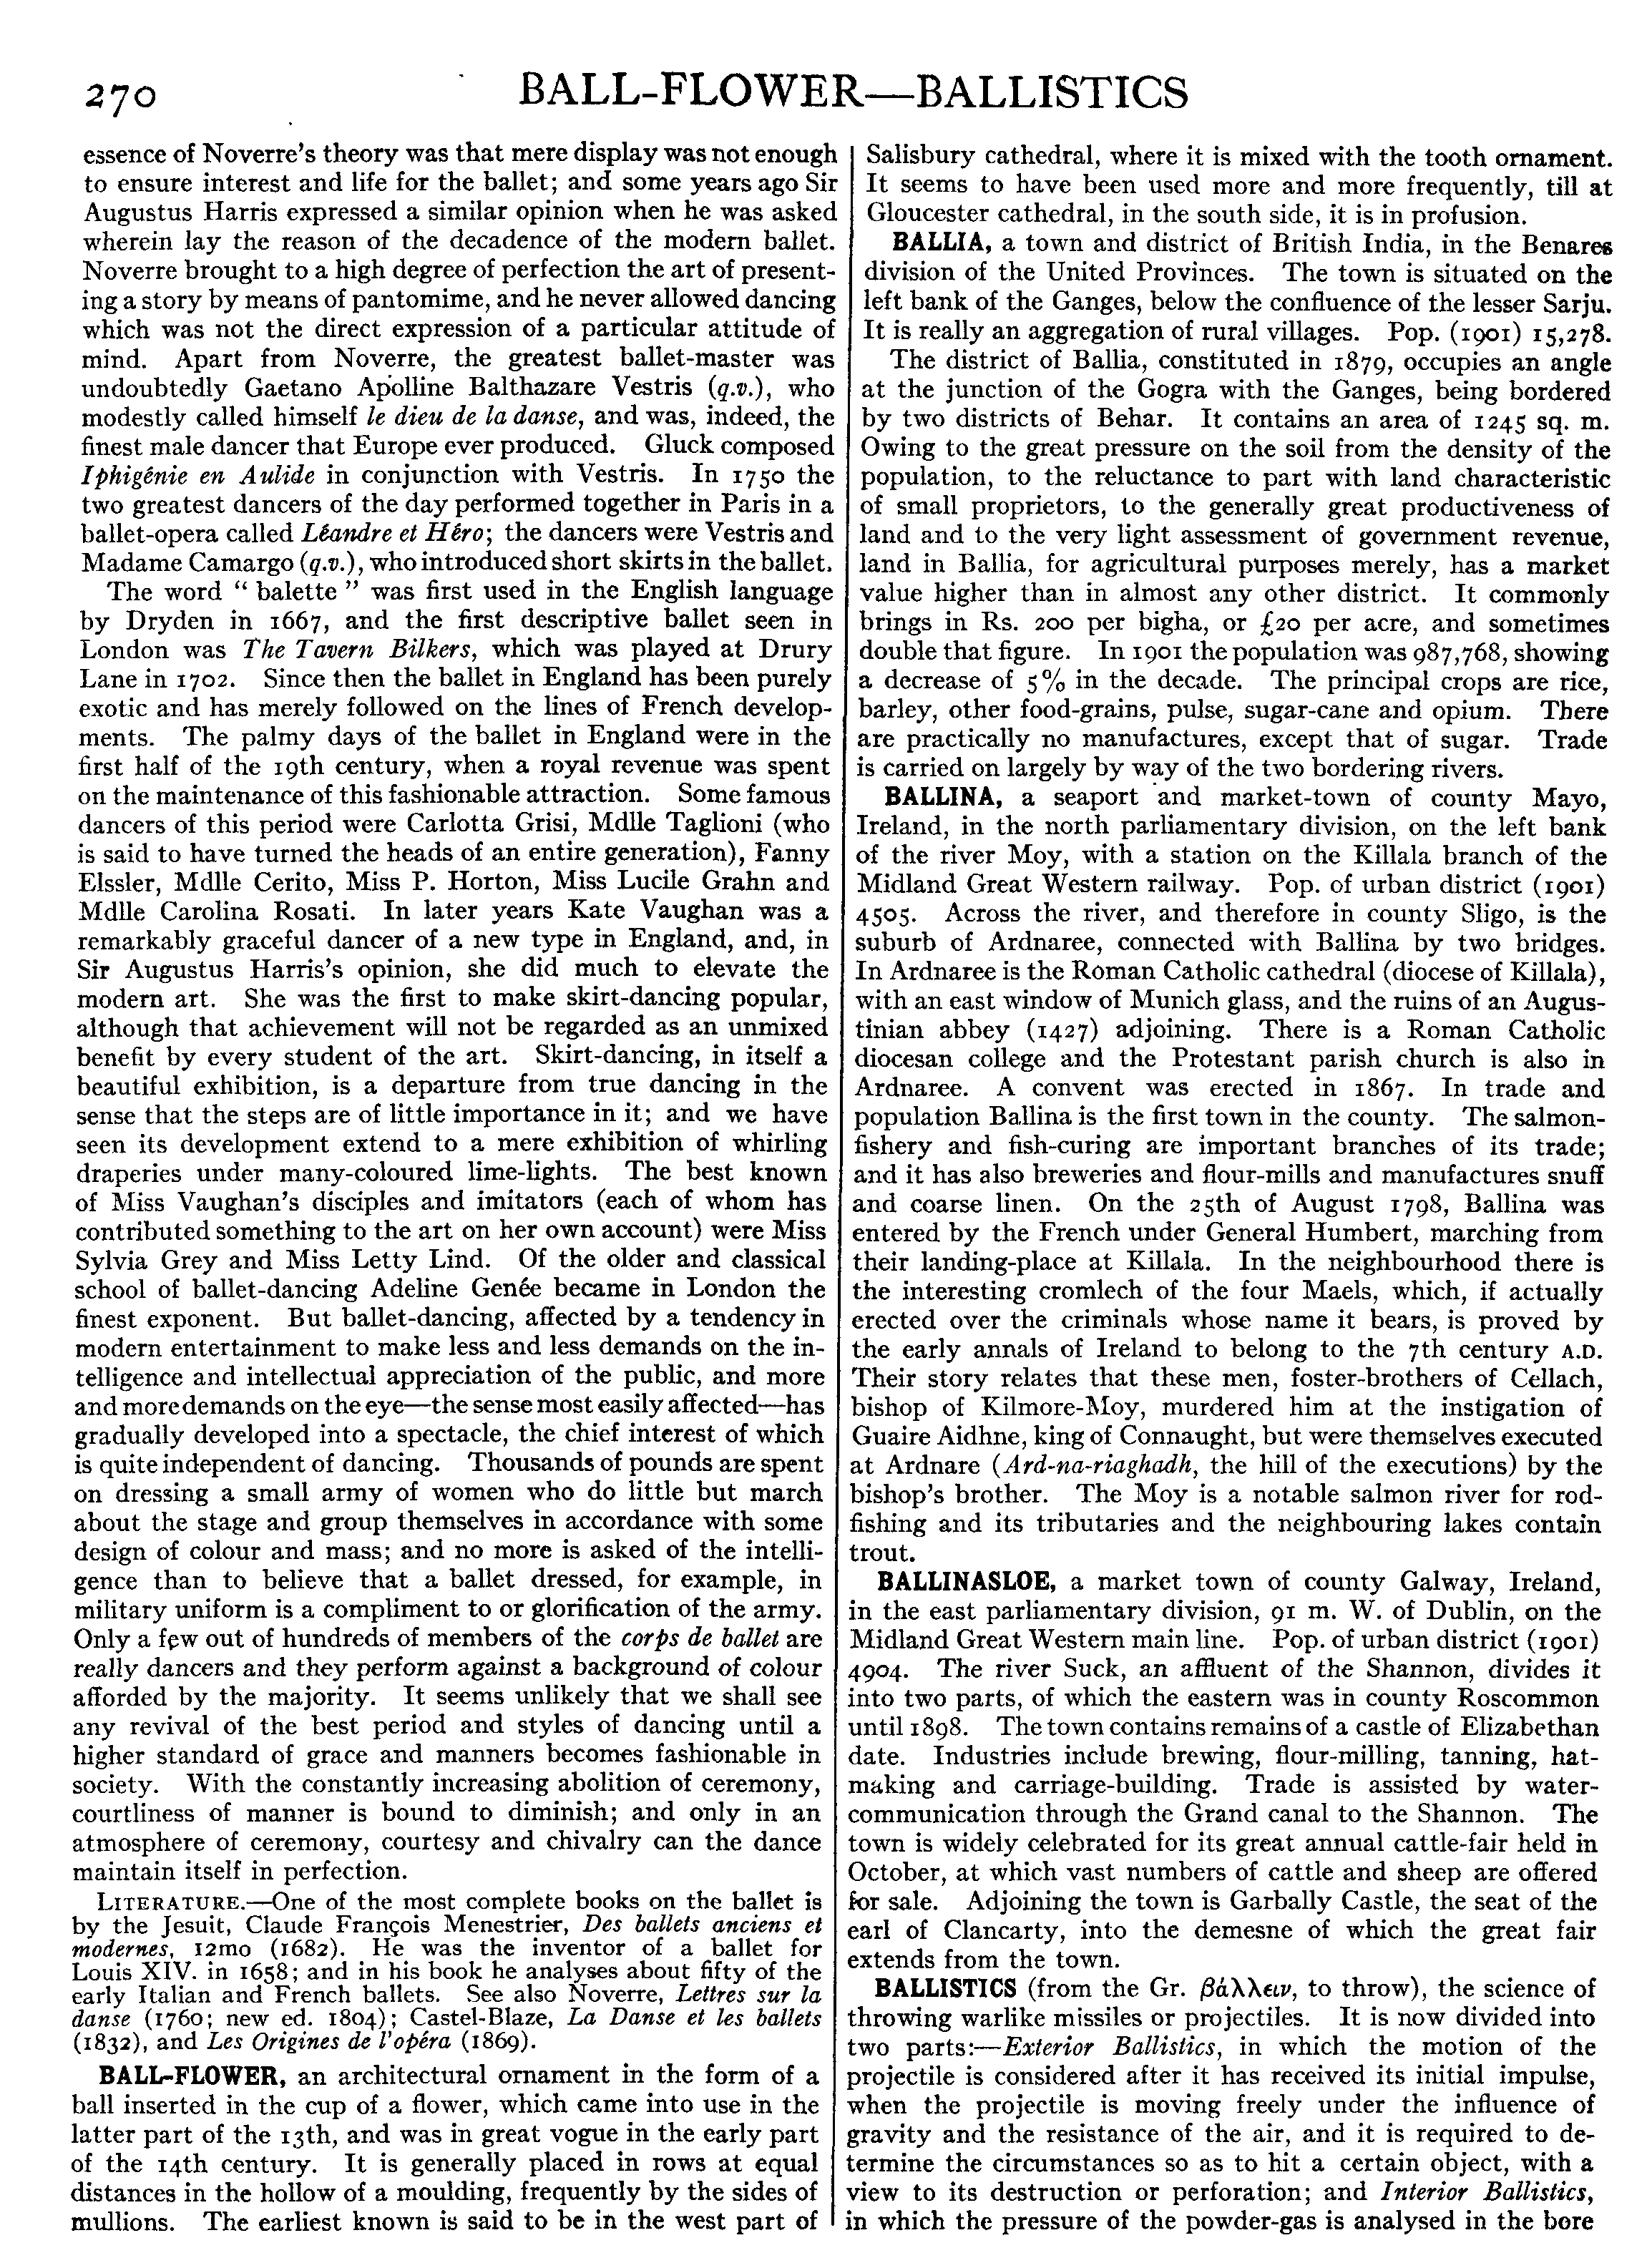 270
BALL-FLOWER—BALLISTICS
essence of Noverre's theory was that mere display was not enough
to ensure interest and life for the ballet; and some years ago Sir
Augustus Harris expressed a similar opinion when he was asked
wherein lay the reason of the decadence of the modern ballet.
Noverre brought to a high degree of perfection the art of present-
ing a story by means of pantomime, and he never allowed dancing
which was not the direct expression of a particular attitude of
mind. Apart from Noverre, the greatest ballet-master was
undoubtedly Gaetano Apolline Balthazare Vestris (q.v.), who
modestly called himself le dieu de la danse, and was, indeed, the
finest male dancer that Europe ever produced. Gluck composed
Iphigénie en Aulide in conjunction with Vestris. In 1750 the
two greatest dancers of the day performed together in Paris in a
ballet-opera called Léandre et Héro; the dancers were Vestris and
Madame Camargo (q.v.), who introduced short skirts in the ballet.
The word “ balette ” was first used in the English language
by Dryden in 1667, and the first descriptive ballet seen in
London was The Tavern Bilkers, which was played at Drury
Lane in 1702. Since then the ballet in England has been purely
exotic and has merely followed on the lines of French develop-
ments. The palmy days of the ballet in England were in the
first half of the 19th century, when a royal revenue was spent
on the maintenance of this fashionable attraction. Some famous
dancers of this period were Carlotta Grisi, Mdlle Taglioni (who
is said to have turned the heads of an entire generation), Fanny
Elssler, Mdlle Cerito, Miss P. Horton, Miss Lucile Grahn and
Mdlle Carolina Rosati. In later years Kate Vaughan was a
remarkably graceful dancer of a new type in England, and, in
Sir Augustus Harris's opinion, she did much to elevate the
modern art. She was the first to make skirt-dancing popular,
although that achievement will not be regarded as an unmixed
benefit by every student of the art. Skirt-dancing, in itself a
beautiful exhibition, is a departure from true dancing in the
sense that the steps are of little importance in it; and we have
seen its development extend to a mere exhibition of whirling
draperies under many-coloured lime-lights. The best known
of Miss Vaughan's disciples and imitators (each of whom has
contributed something to the art on her own account) were Miss
Sylvia Grey and Miss Letty Lind. Of the older and classical
school of ballet-dancing Adeline Genée became in London the
finest exponent. But ballet-dancing, affected by a tendency in
modern entertainment to make less and less demands on the in-
telligence and intellectual appreciation of the public, and more
and more demands on the eye—the sense most easily affected—has
gradually developed into a spectacle, the chief interest of which
is quite independent of dancing. Thousands of pounds are spent
on dressing a small army of women who do little but march
about the stage and group themselves in accordance with some
design of colour and mass; and no more is asked of the intelli-
gence than to believe that a ballet dressed, for example, in
military uniform is a compliment to or glorification of the army.
Only a few out of hundreds of members of the corps de ballet are
really dancers and they perform against a background of colour
afforded by the majority. It seems unlikely that we shall see
any revival of the best period and styles of dancing until a
higher standard of grace and manners becomes fashionable in
society. With the constantly increasing abolition of ceremony,
courtliness of manner is bound to diminish; and only in an
atmosphere of ceremony, courtesy and chivalry can the dance
maintain itself in perfection.
LITERATURE.—One of the most complete books on the ballet is
by the Jesuit, Claude François Menestrier, Des ballets anciens et
modernes, 12mo (1682). He was the inventor of a ballet for
Louis XIV. in 1658; and in his book he analyses about fifty of the
early Italian and French ballets. See also Noverre, Lettres sur la
danse (1760; new ed. 1804); Castel-Blaze, La Danse et les ballets
(1832), and Les Origines de l'opéra (1869).
BALL-FLOWER, an architectural ornament in the form of a
ball inserted in the cup of a flower, which came into use in the
latter part of the 13th, and was in great vogue in the early part
of the 14th century. It is generally placed in rows at equal
distances in the hollow of a moulding, frequently by the sides of
mullions. The earliest known is said to be in the west part of
Salisbury cathedral, where it is mixed with the tooth ornament.
It seems to have been used more and more frequently, till at
Gloucester cathedral, in the south side, it is in profusion.
BALLIA, a town and district of British India, in the Benares
division of the United Provinces. The town is situated on the
left bank of the Ganges, below the confluence of the lesser Sarju.
It is really an aggregation of rural villages. Pop. (1901) 15,278.
The district of Ballia, constituted in 1879, occupies an angle
at the junction of the Gogra with the Ganges, being bordered
by two districts of Behar. It contains an area of 1245 sq. m.
Owing to the great pressure on the soil from the density of the
population, to the reluctance to part with land characteristic
of small proprietors, to the generally great productiveness of
land and to the very light assessment of government revenue,
land in Ballia, for agricultural purposes merely, has a market
value higher than in almost any other district. It commonly
brings in Rs. 200 per bigha, or £20 per acre, and sometimes
double that figure. In 1901 the population was 987,768, showing
a decrease of 5% in the decade. The principal crops are rice,
barley, other food-grains, pulse, sugar-cane and opium. There
are practically no manufactures, except that of sugar. Trade
is carried on largely by way of the two bordering rivers.
BALLINA, a seaport and market-town of county Mayo,
Ireland, in the north parliamentary division, on the left bank
of the river Moy, with a station on the Killala branch of the
Midland Great Western railway. Pop. of urban district (1901)
4505. Across the river, and therefore in county Sligo, is the
suburb of Ardnaree, connected with Ballina by two bridges.
In Ardnaree is the Roman Catholic cathedral (diocese of Killala),
with an east window of Munich glass, and the ruins of an Augus-
tinian abbey (1427) adjoining. There is a Roman Catholic
diocesan college and the Protestant parish church is also in
Ardnaree. A convent was erected in 1867. In trade and
population Ballina is the first town in the county. The salmon-
fishery and fish-curing are important branches of its trade;
and it has also breweries and flour-mills and manufactures snuff
and coarse linen. On the 25th of August 1798, Ballina was
entered by the French under General Humbert, marching from
their landing-place at Killala. In the neighbourhood there is
the interesting cromlech of the four Maels, which, if actually
erected over the criminals whose name it bears, is proved by
the early annals of Ireland to belong to the 7th century A.D.
Their story relates that these men, foster-brothers of Cellach,
bishop of Kilmore-Moy, murdered him at the instigation of
Guaire Aidhne, king of Connaught, but were themselves executed
at Ardnare (Ard-na-riaghadh, the hill of the executions) by the
bishop's brother. The Moy is a notable salmon river for rod-
fishing and its tributaries and the neighbouring lakes contain
trout.
BALLINASLOE, a market town of county Galway, Ireland,
in the east parliamentary division, 91 m. W. of Dublin, on the
Midland Great Western main line. Pop. of urban district (1901)
4904. The river Suck, an affluent of the Shannon, divides it
into two parts, of which the eastern was in county Roscommon
until 1898. The town contains remains of a castle of Elizabethan
date. Industries include brewing, flour-milling, tanning, hat-
making and carriage-building. Trade is assisted by water-
communication through the Grand canal to the Shannon. The
town is widely celebrated for its great annual cattle-fair held in
October, at which vast numbers of cattle and sheep are offered
for sale. Adjoining the town is Garbally Castle, the seat of the
earl of Clancarty, into the demesne of which the great fair
extends from the town.
BALLISTICS (from the Gr. βάλλειν, to throw), the science of
throwing warlike missiles or projectiles. It is now divided into
two parts:—Exterior Ballistics, in which the motion of the
projectile is considered after it has received its initial impulse,
when the projectile is moving freely under the influence of
gravity and the resistance of the air, and it is required to de-
termine the circumstances so as to hit a certain object, with a
view to its destruction or perforation; and Interior Ballistics,
in which the pressure of the powder-gas is analysed in the bore